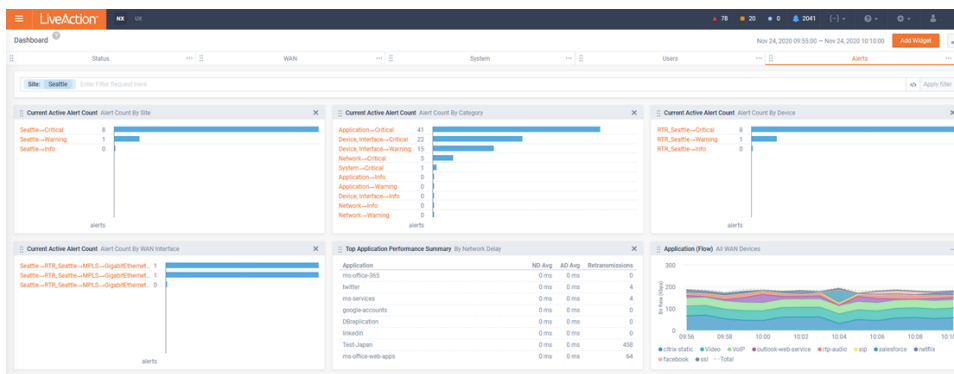 LiveAction NX UX 78 20 0 2041
Dashboard Nov 24, 2020 09:55:00 — Nov 24, 2020 10:10:00 Add Widget
Status WAN System Users Alerts
Site: Seattle Enter Filter Request Here </> Apply filter
Current Active Alert Count Alert Count By Site
Seattle→Critical 8
Seattle→Warning 1
Seattle→Info 0
alerts
Current Active Alert Count Alert Count By Category
Application→Critical 41
Device, Interface→Critical 22
Device, Interface→Warning 15
Network→Critical 5
System→Critical 1
Application→Info 0
Application→Warning 0
Device, Interface→Info 0
Network→Info 0
Network→Warning 0
alerts
Current Active Alert Count Alert Count By Device
RTR_Seattle→Critical 8
RTR_Seattle→Warning 1
RTR_Seattle→Info 0
alerts
Current Active Alert Count Alert Count By WAN Interface
Seattle→RTR_Seattle→MPLS→GigabitEthernet... 1
Seattle→RTR_Seattle→MPLS→GigabitEthernet... 1
Seattle→RTR_Seattle→MPLS→GigabitEthernet... 0
alerts
Top Application Performance Summary By Network Delay
Application ND Avg AD Avg Retransmissions
ms-office-365 0 ms 0 ms 0
twitter 0 ms 0 ms 4
ms-services 0 ms 0 ms 4
google-accounts 0 ms 0 ms 0
DBreplication 0 ms 0 ms 0
linkedin 0 ms 0 ms 0
Test-Japan 0 ms 0 ms 458
ms-office-web-apps 0 ms 0 ms 64
Application (Flow) All WAN Devices
Bit Rate (Kbps)
300
200
100
0
09:56 09:58 10:00 10:02 10:04 10:06 10:08 10:10
citrix-static Video VoIP outlook-web-service rtp-audio sip salesforce netflix
facebook ssl Total